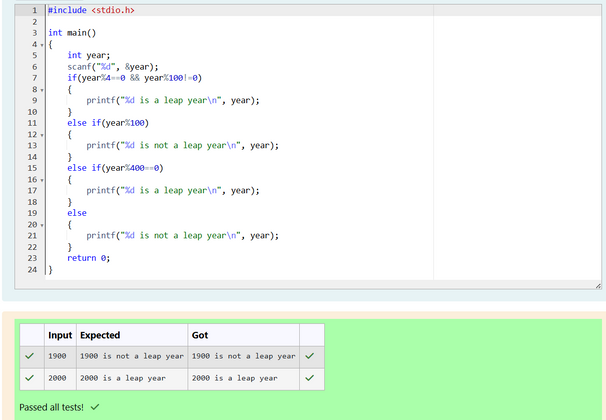 1 #include <stdio.h>
2
3 int main()
4 {
5 int year;
6 scanf("%d", &year);
7 if(year%4==0 && year%100!=0)
8 {
9 printf("%d is a leap year\n", year);
10 }
11 else if(year%100)
12 {
13 printf("%d is not a leap year\n", year);
14 }
15 else if(year%400==0)
16 {
17 printf("%d is a leap year\n", year);
18 }
19 else
20 {
21 printf("%d is not a leap year\n", year);
22 }
23 return 0;
24 }
Input Expected Got
1900 1900 is not a leap year 1900 is not a leap year
2000 2000 is a leap year 2000 is a leap year
Passed all tests!